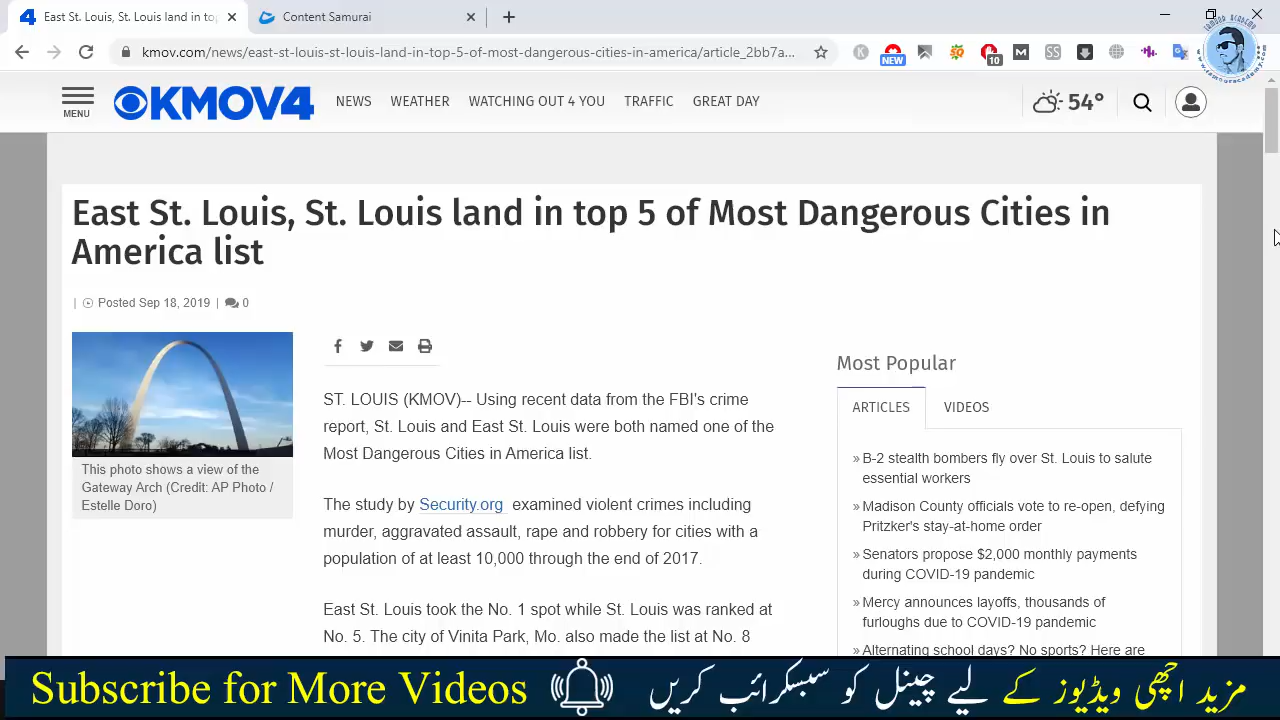 East St. Louis, St. Louis land in to
Content Samurai
kmov.com/news/east-st-louis-st-louis-land-in-top-5-of-most-dangerous-cities-in-america/article_2bb7a...
NEW
10
MENU
KMOV4
NEWS
WEATHER
WATCHING OUT 4 YOU
TRAFFIC
GREAT DAY
54°
East St. Louis, St. Louis land in top 5 of Most Dangerous Cities in
America list
| Posted Sep 18, 2019 | 0
This photo shows a view of the
Gateway Arch (Credit: AP Photo /
Estelle Doro)
ST. LOUIS (KMOV)-- Using recent data from the FBI's crime
report, St. Louis and East St. Louis were both named one of the
Most Dangerous Cities in America list.
The study by Security.org examined violent crimes including
murder, aggravated assault, rape and robbery for cities with a
population of at least 10,000 through the end of 2017.
East St. Louis took the No. 1 spot while St. Louis was ranked at
No. 5. The city of Vinita Park, Mo. also made the list at No. 8
Most Popular
ARTICLES
VIDEOS
» B-2 stealth bombers fly over St. Louis to salute
essential workers
» Madison County officials vote to re-open, defying
Pritzker's stay-at-home order
» Senators propose $2,000 monthly payments
during COVID-19 pandemic
» Mercy announces layoffs, thousands of
furloughs due to COVID-19 pandemic
» Alternating school days? No sports? Here are
Subscribe for More Videos
مزید اچھی ویڈیوز کے لیے چینل کو سبسکرائب کریں